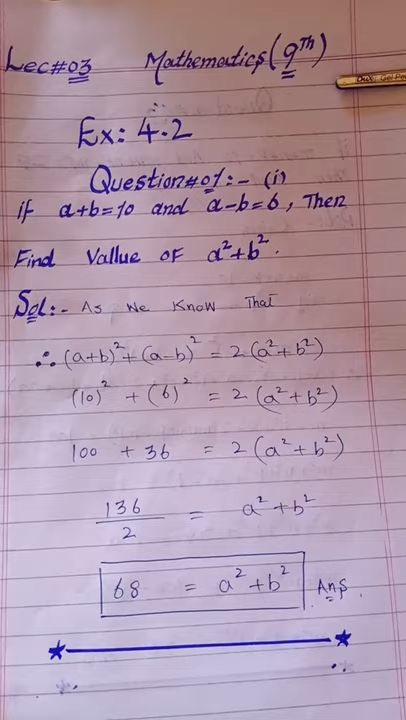 Lec#03 Mathematics(9Th)
Ex: 4.2
Question#01:- (i)
if a+b=10 and a-b=6, Then
Find Vallue OF a²+b².
Sol:- As We Know That
∴ (a+b)²+(a-b)² = 2(a²+b²)
(10)² + (6)² = 2(a²+b²)
100 + 36 = 2(a²+b²)
136/2 = a²+b²
68 = a²+b² Ans.